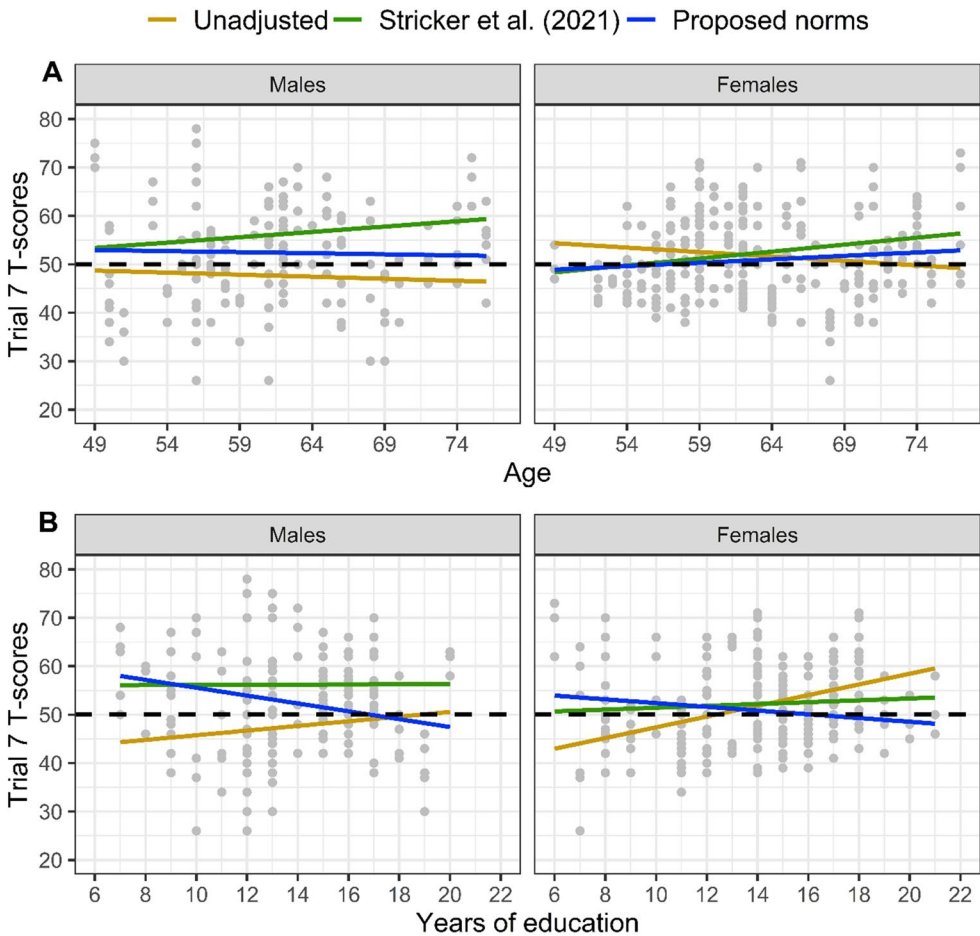 Unadjusted Stricker et al. (2021) Proposed norms
A
Males Females
Trial 7 T-scores
80
70
60
50
40
30
20
49 54 59 64 69 74 49 54 59 64 69 74
Age
B
Males Females
Trial 7 T-scores
80
70
60
50
40
30
20
6 8 10 12 14 16 18 20 22 6 8 10 12 14 16 18 20 22
Years of education